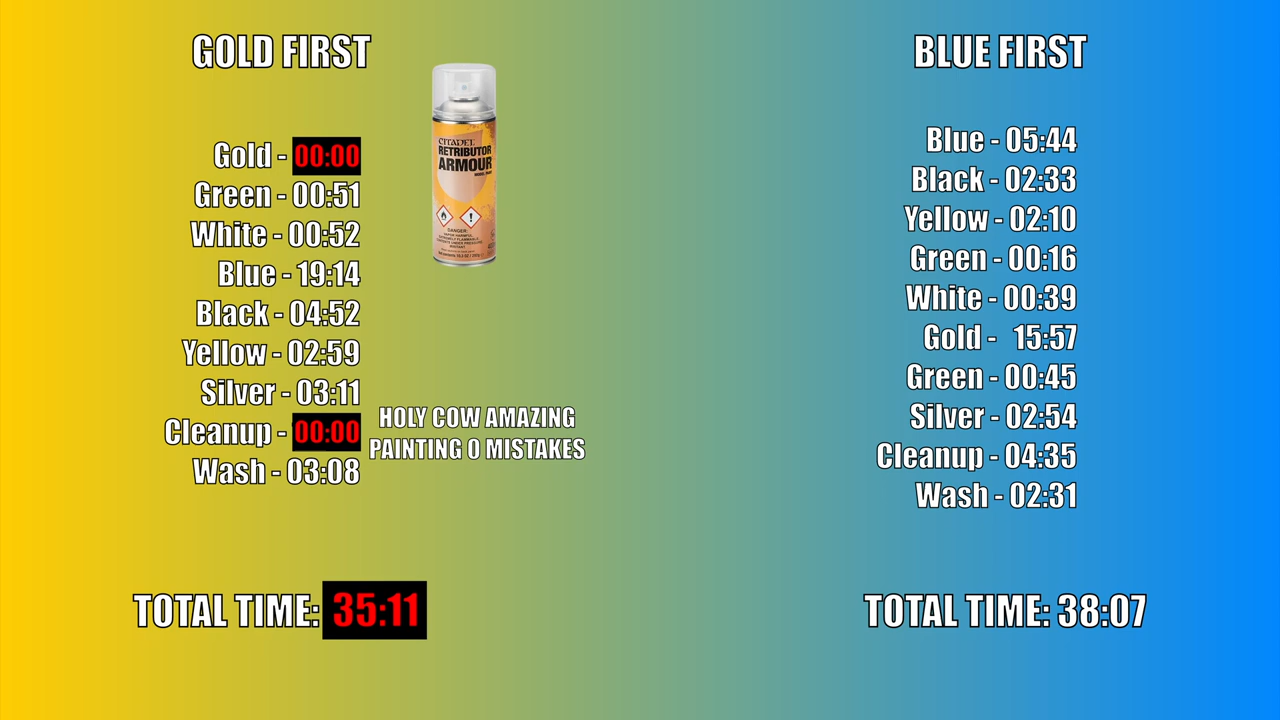 GOLD FIRST
Gold - 00:00
Green - 00:51
White - 00:52
Blue - 19:14
Black - 04:52
Yellow - 02:59
Silver - 03:11
Cleanup - 00:00
Wash - 03:08
HOLY COW AMAZING
PAINTING 0 MISTAKES
TOTAL TIME: 35:11
CITADEL
RETRIBUTOR
ARMOUR
DANGER:
BLUE FIRST
Blue - 05:44
Black - 02:33
Yellow - 02:10
Green - 00:16
White - 00:39
Gold - 15:57
Green - 00:45
Silver - 02:54
Cleanup - 04:35
Wash - 02:31
TOTAL TIME: 38:07